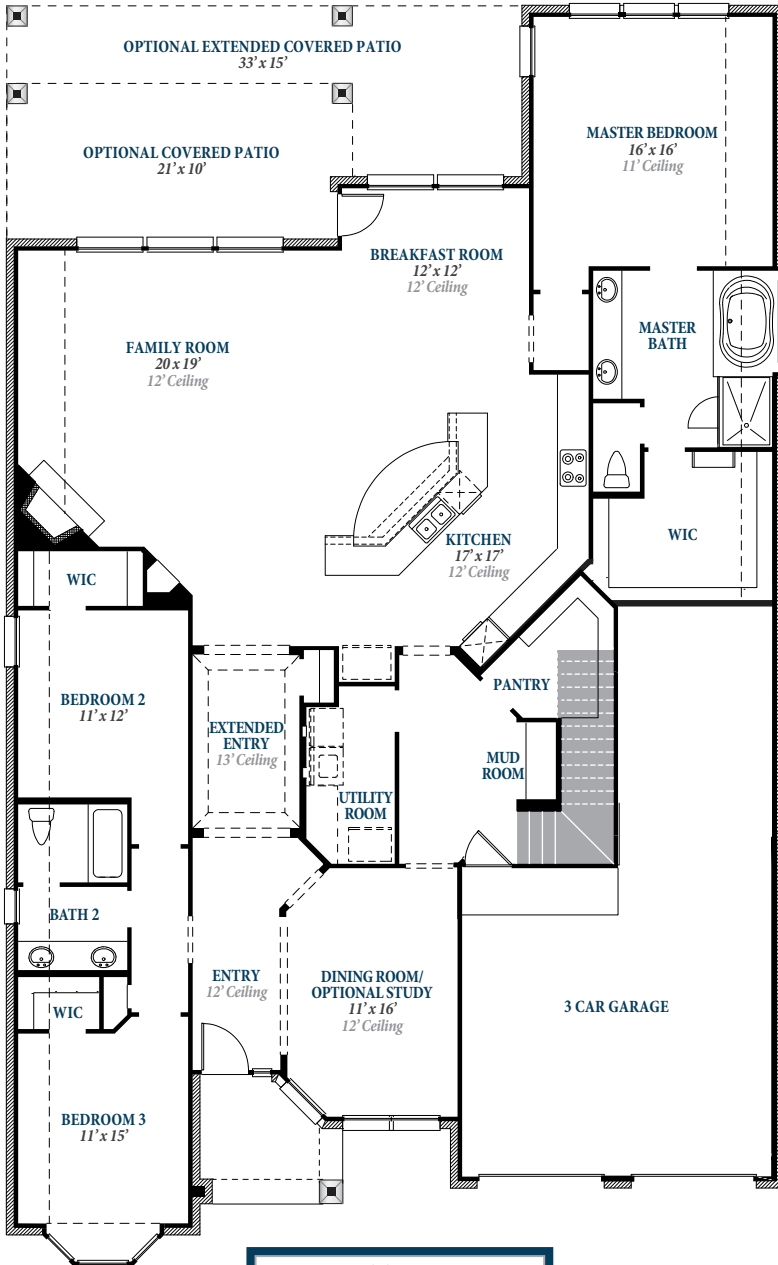 OPTIONAL EXTENDED COVERED PATIO
33’ x 15’
OPTIONAL COVERED PATIO
21’ x 10’
MASTER BEDROOM
16’ x 16’
11’ Ceiling
BREAKFAST ROOM
12’ x 12’
12’ Ceiling
FAMILY ROOM
20 x 19’
12’ Ceiling
MASTER
BATH
KITCHEN
17’ x 17’
12’ Ceiling
WIC
WIC
BEDROOM 2
11’ x 12’
EXTENDED
ENTRY
13’ Ceiling
PANTRY
MUD
ROOM
UTILITY
ROOM
BATH 2
ENTRY
12’ Ceiling
DINING ROOM/
OPTIONAL STUDY
11’ x 16’
12’ Ceiling
3 CAR GARAGE
WIC
BEDROOM 3
11’ x 15’